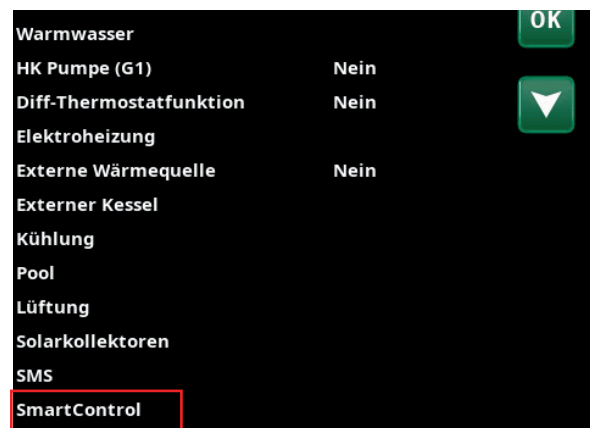 OK
Warmwasser
HK Pumpe (G1) Nein
Diff-Thermostatfunktion Nein
Elektroheizung
Externe Wärmequelle Nein
Externer Kessel
Kühlung
Pool
Lüftung
Solarkollektoren
SMS
SmartControl